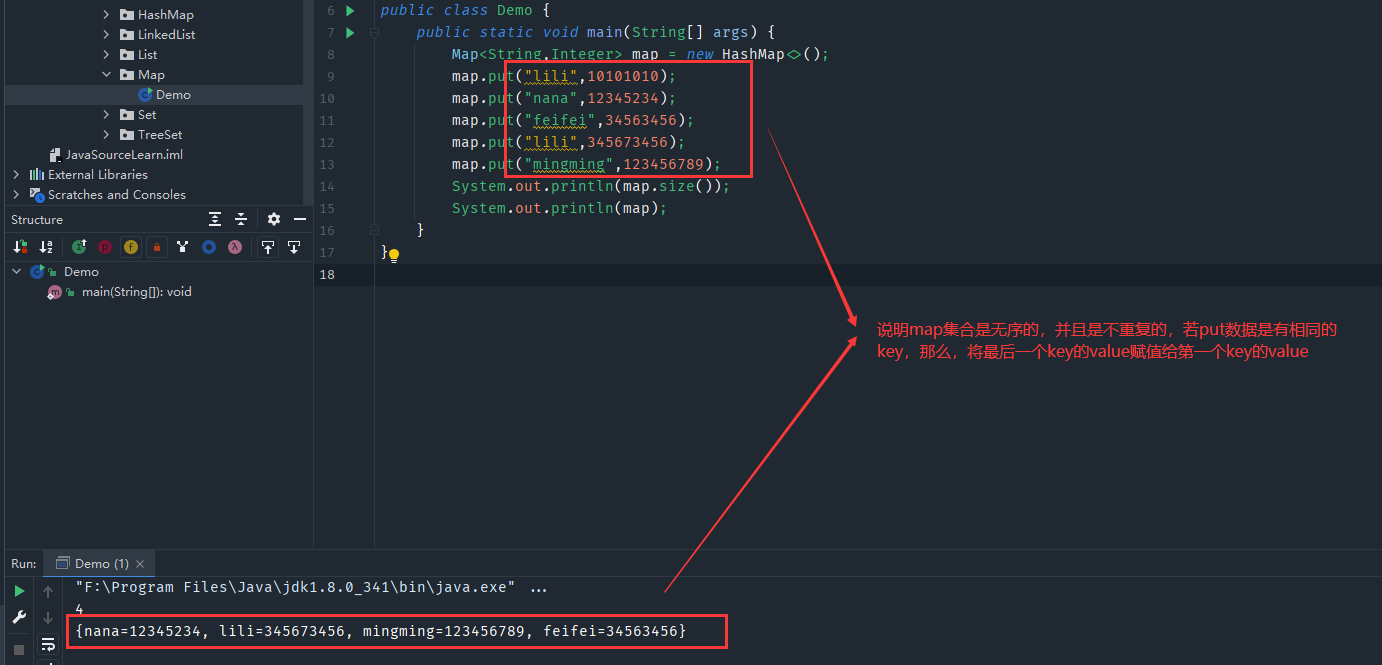 HashMap
LinkedList
List
Map
Demo
Set
TreeSet
JavaSourceLearn.iml
External Libraries
Scratches and Consoles
Structure
Demo
main(String[]): void
6 public class Demo {
7 public static void main(String[] args) {
8 Map<String,Integer> map = new HashMap<>();
9 map.put("lili",10101010);
10 map.put("nana",12345234);
11 map.put("feifei",34563456);
12 map.put("lili",345673456);
13 map.put("mingming",123456789);
14 System.out.println(map.size());
15 System.out.println(map);
16 }
17 }
18
说明map集合是无序的，并且是不重复的，若put数据是有相同的
key，那么，将最后一个key的value赋值给第一个key的value
Run: Demo (1) ×
"F:\Program Files\Java\jdk1.8.0_341\bin\java.exe" ...
4
{nana=12345234, lili=345673456, mingming=123456789, feifei=34563456}